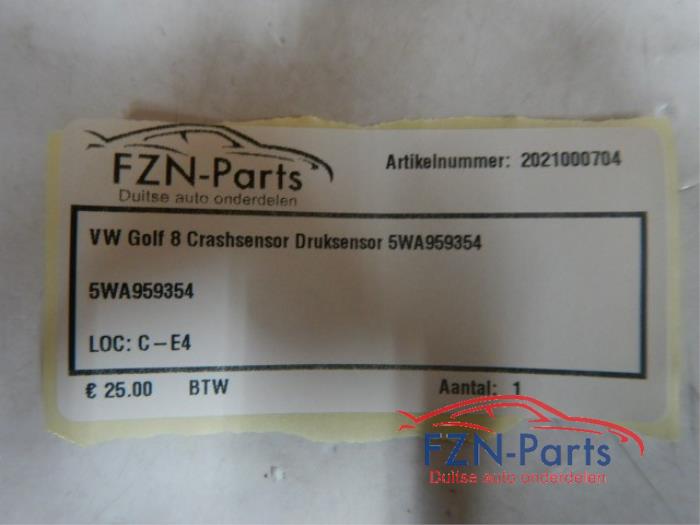 FZN-Parts
Duitse auto onderdelen
Artikelnummer: 2021000704
VW Golf 8 Crashsensor Druksensor 5WA959354
5WA959354
LOC: C-E4
€ 25.00 BTW Aantal: 1
FZN-Parts
Duitse auto onderdelen